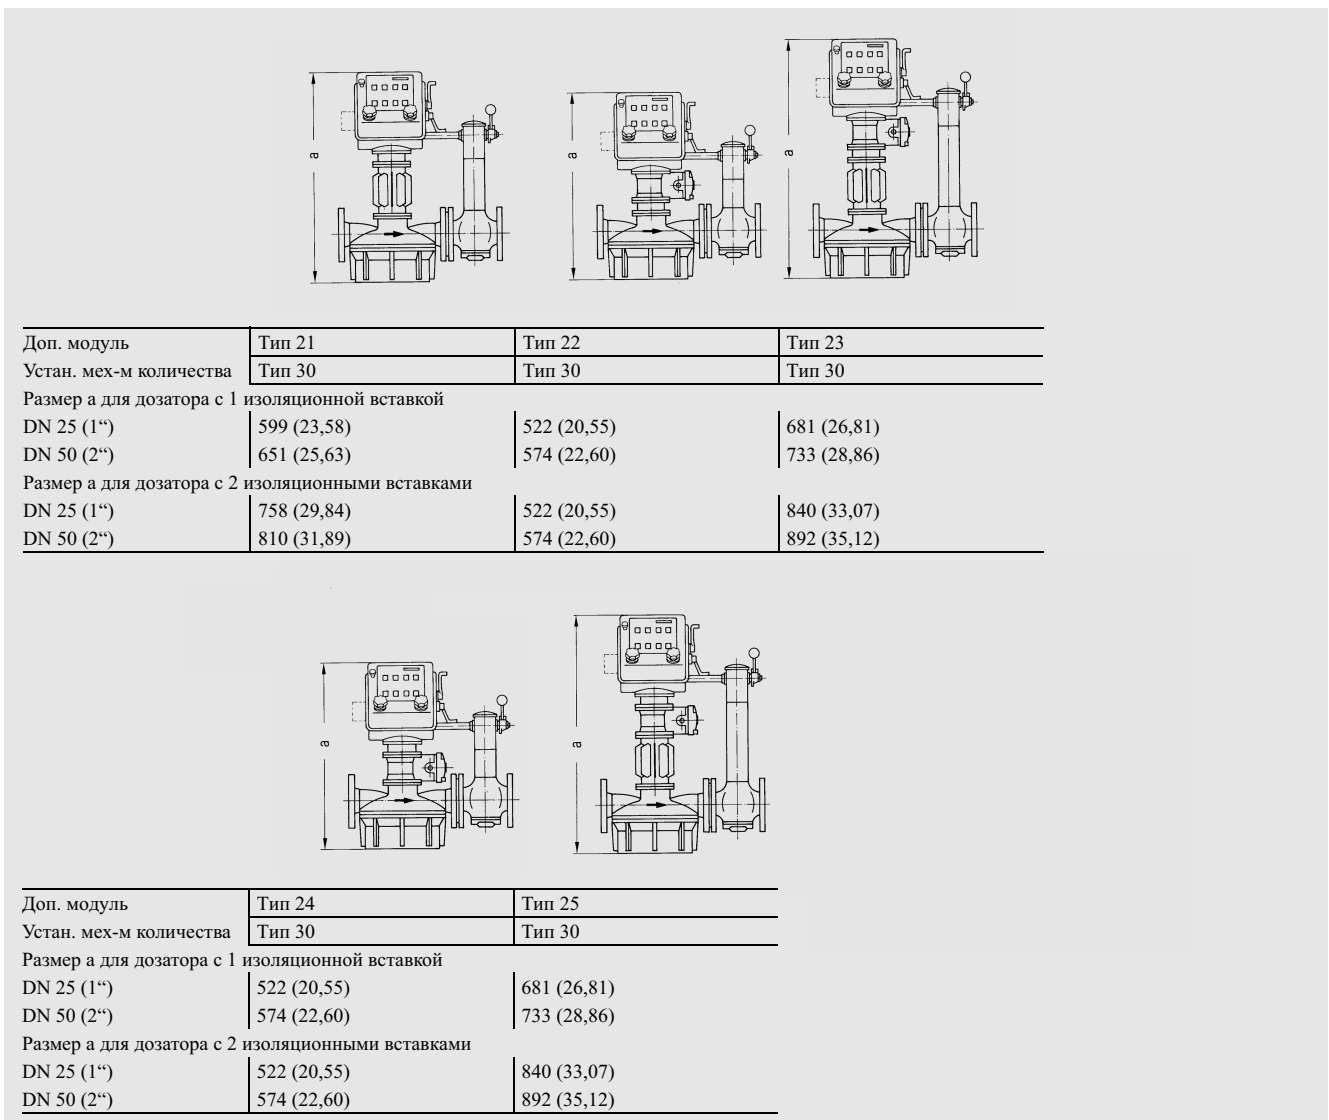 a
a
a
Доп. модуль Тип 21 Тип 22 Тип 23
Устан. мех-м количества Тип 30 Тип 30 Тип 30
Размер а для дозатора с 1 изоляционной вставкой
DN 25 (1“) 599 (23,58) 522 (20,55) 681 (26,81)
DN 50 (2“) 651 (25,63) 574 (22,60) 733 (28,86)
Размер а для дозатора с 2 изоляционными вставками
DN 25 (1“) 758 (29,84) 522 (20,55) 840 (33,07)
DN 50 (2“) 810 (31,89) 574 (22,60) 892 (35,12)
a
a
Доп. модуль Тип 24 Тип 25
Устан. мех-м количества Тип 30 Тип 30
Размер а для дозатора с 1 изоляционной вставкой
DN 25 (1“) 522 (20,55) 681 (26,81)
DN 50 (2“) 574 (22,60) 733 (28,86)
Размер а для дозатора с 2 изоляционными вставками
DN 25 (1“) 522 (20,55) 840 (33,07)
DN 50 (2“) 574 (22,60) 892 (35,12)